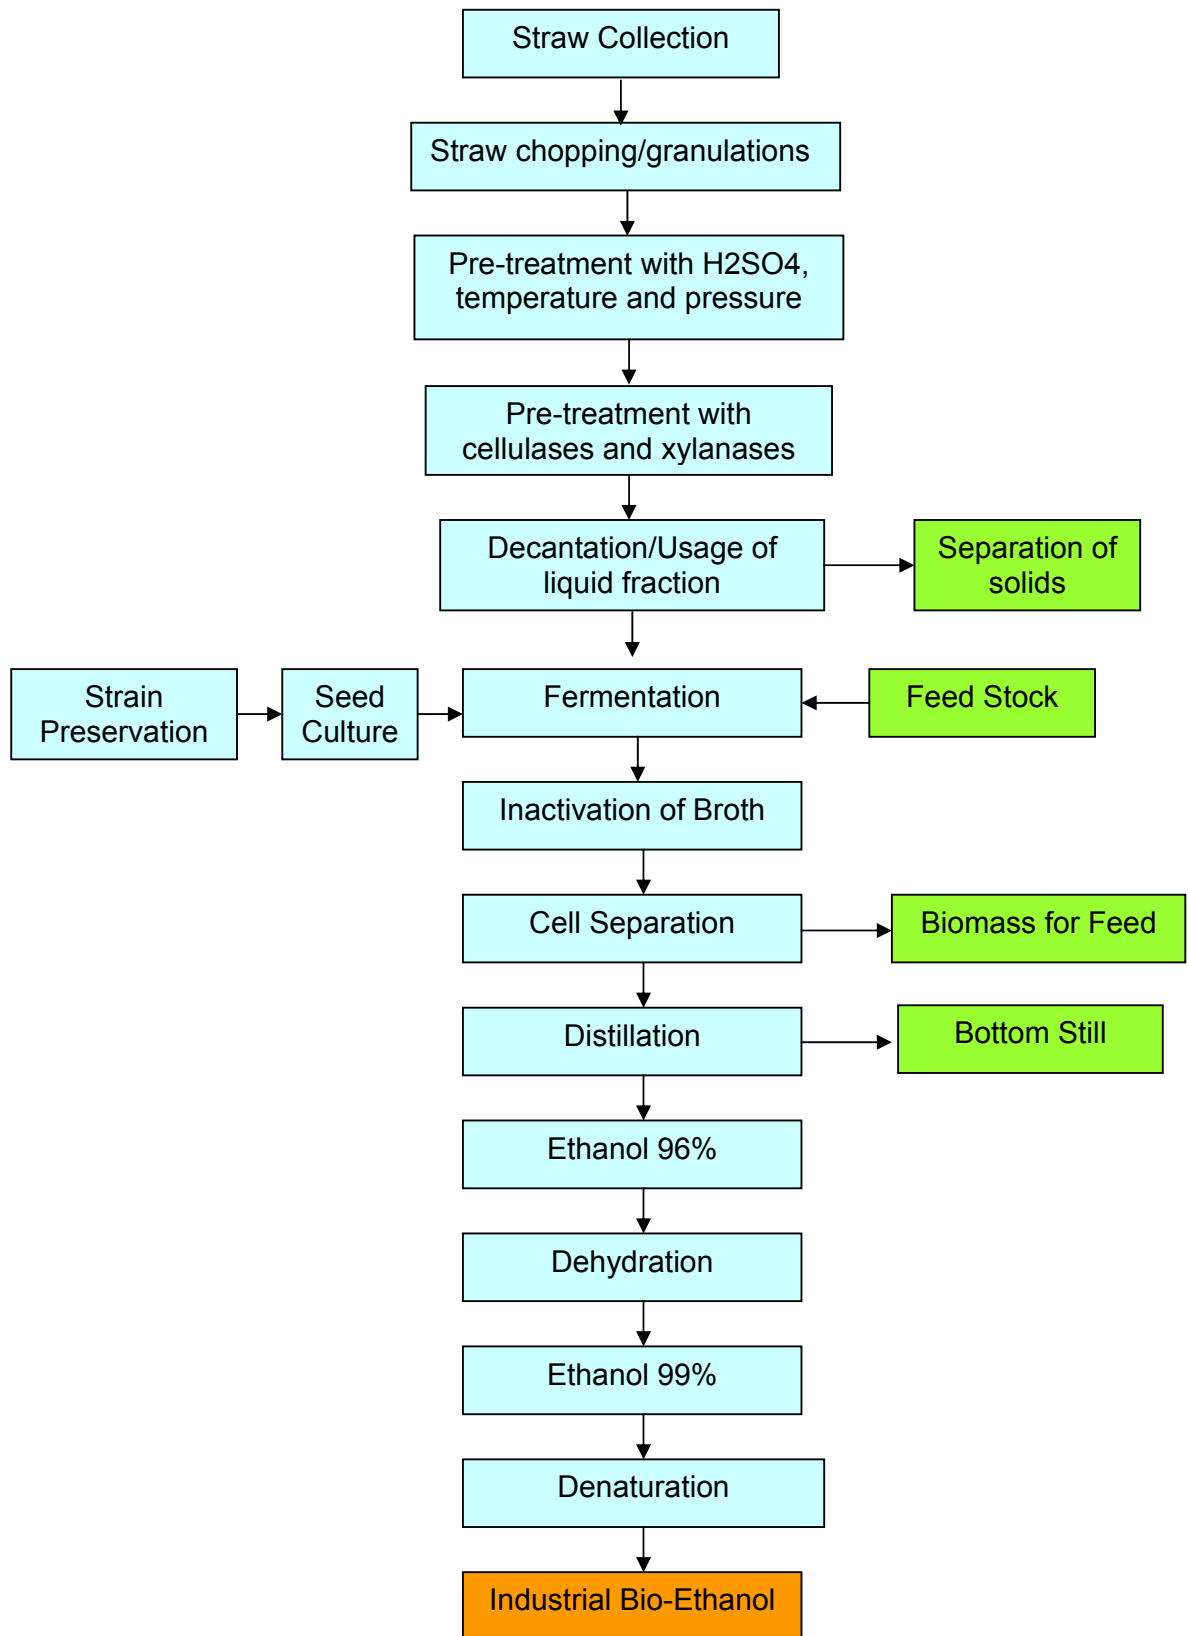 Straw Collection
Straw chopping/granulations
Pre-treatment with H2SO4,
temperature and pressure
Pre-treatment with
cellulases and xylanases
Decantation/Usage of
liquid fraction
Separation of
solids
Strain
Preservation
Seed
Culture
Fermentation
Feed Stock
Inactivation of Broth
Cell Separation
Biomass for Feed
Distillation
Bottom Still
Ethanol 96%
Dehydration
Ethanol 99%
Denaturation
Industrial Bio-Ethanol